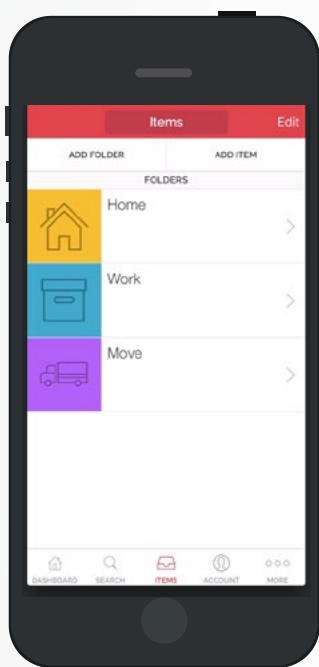 Items Edit
ADD FOLDER ADD ITEM
FOLDERS
Home
Work
Move
DASHBOARD SEARCH ITEMS ACCOUNT MORE